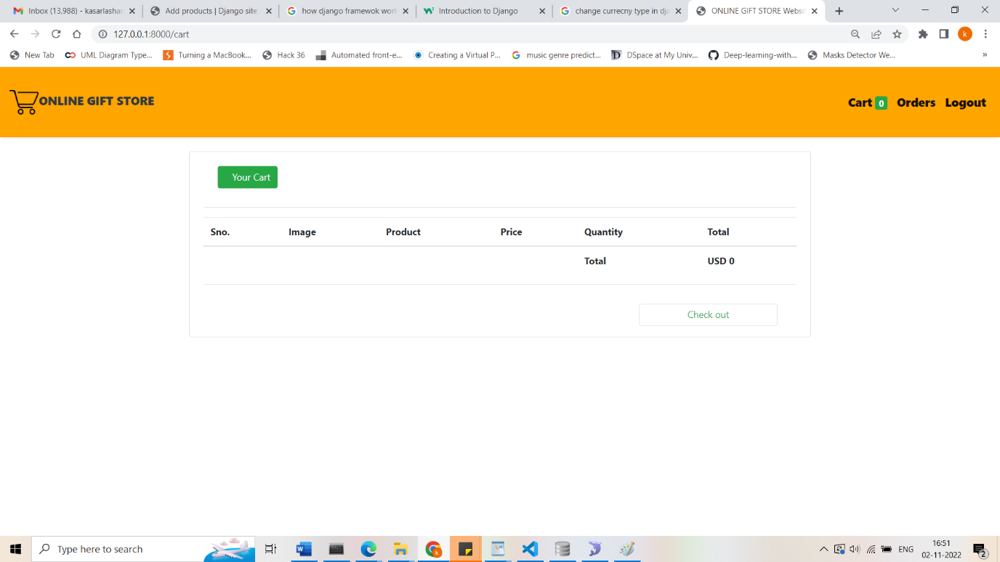 Inbox (13,988) - kasarlashar
Add products | Django site
how django framewok work
Introduction to Django
change currecny type in dja
ONLINE GIFT STORE Websi
127.0.0.1:8000/cart
k
New Tab
UML Diagram Type...
Turning a MacBook...
Hack 36
Automated front-e...
Creating a Virtual P...
music genre predict...
DSpace at My Univ...
Deep-learning-with...
Masks Detector We...
»
ONLINE GIFT STORE
Cart 0 Orders Logout
Your Cart
Sno. Image Product Price Quantity Total
Total USD 0
Check out
Type here to search
ENG
16:51
02-11-2022
2